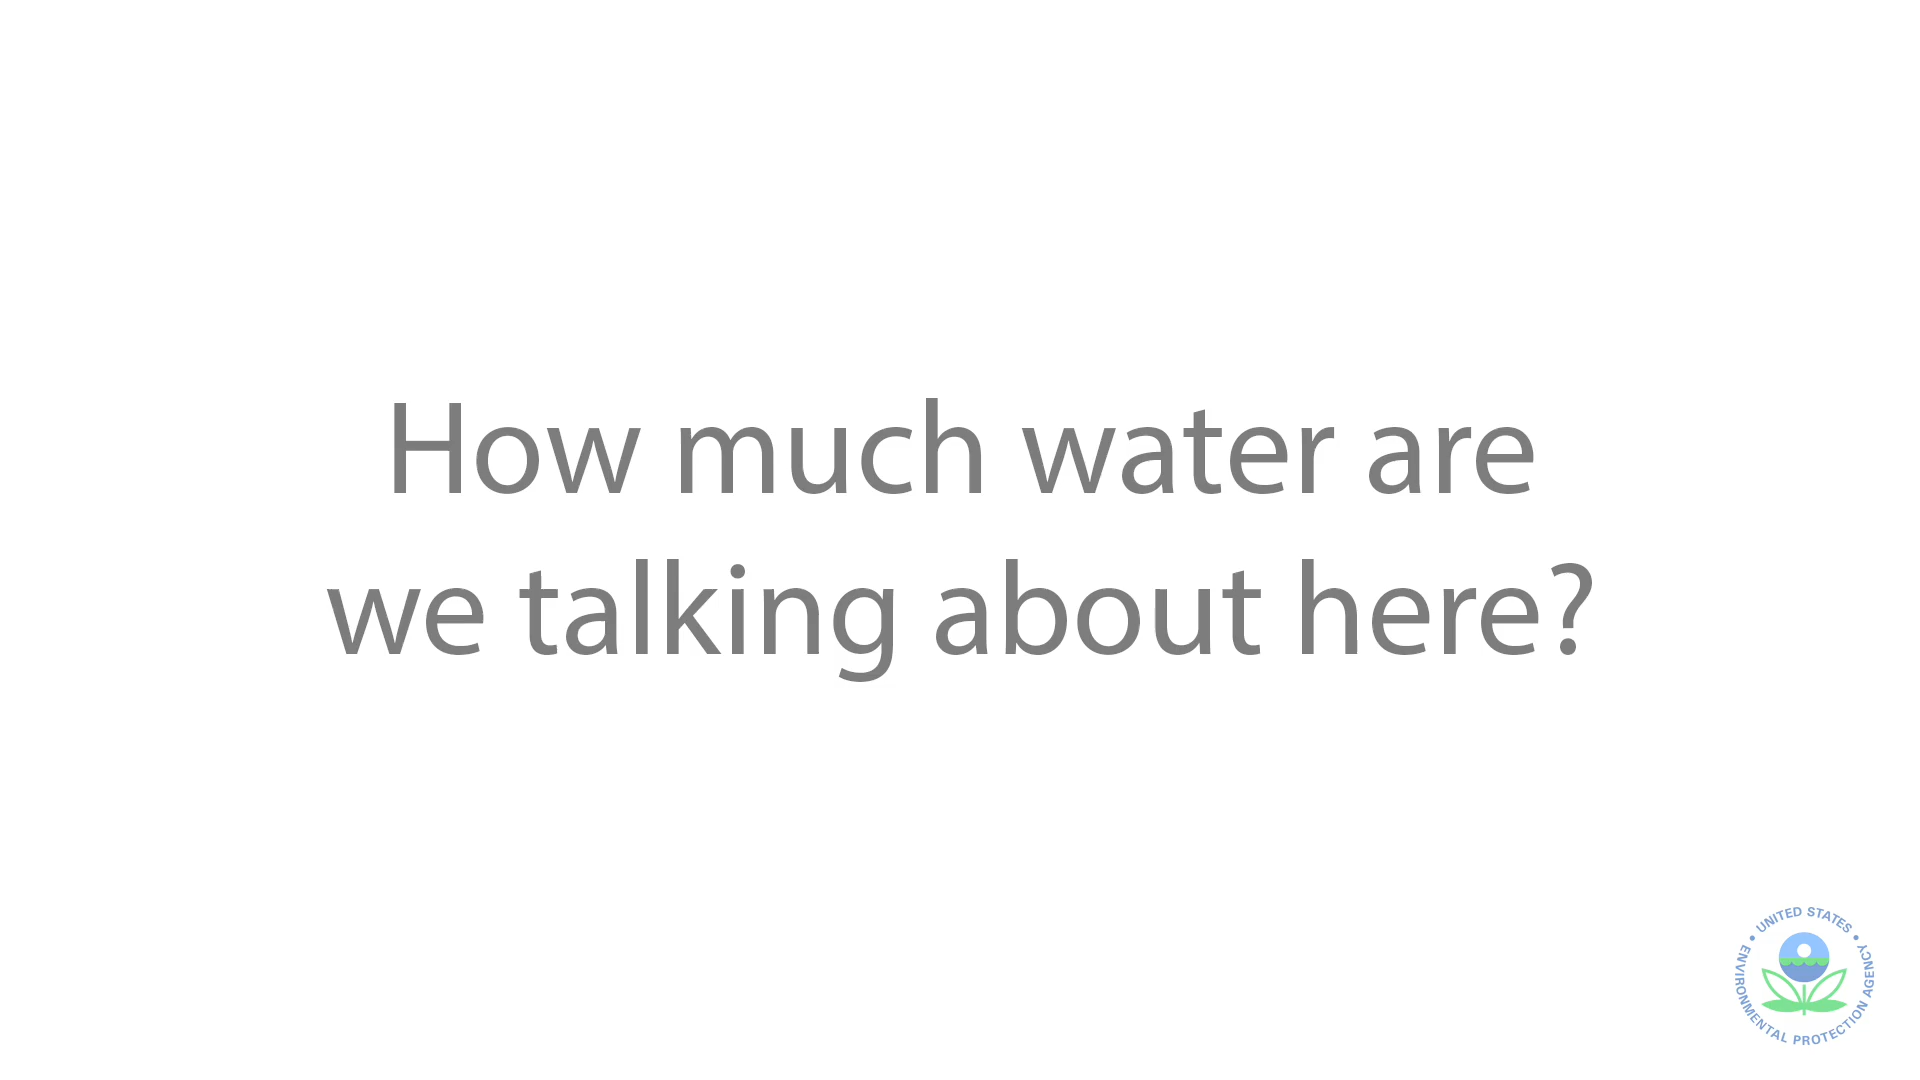 How much water are
we talking about here?
UNITED STATES
ENVIRONMENTAL PROTECTION AGENCY